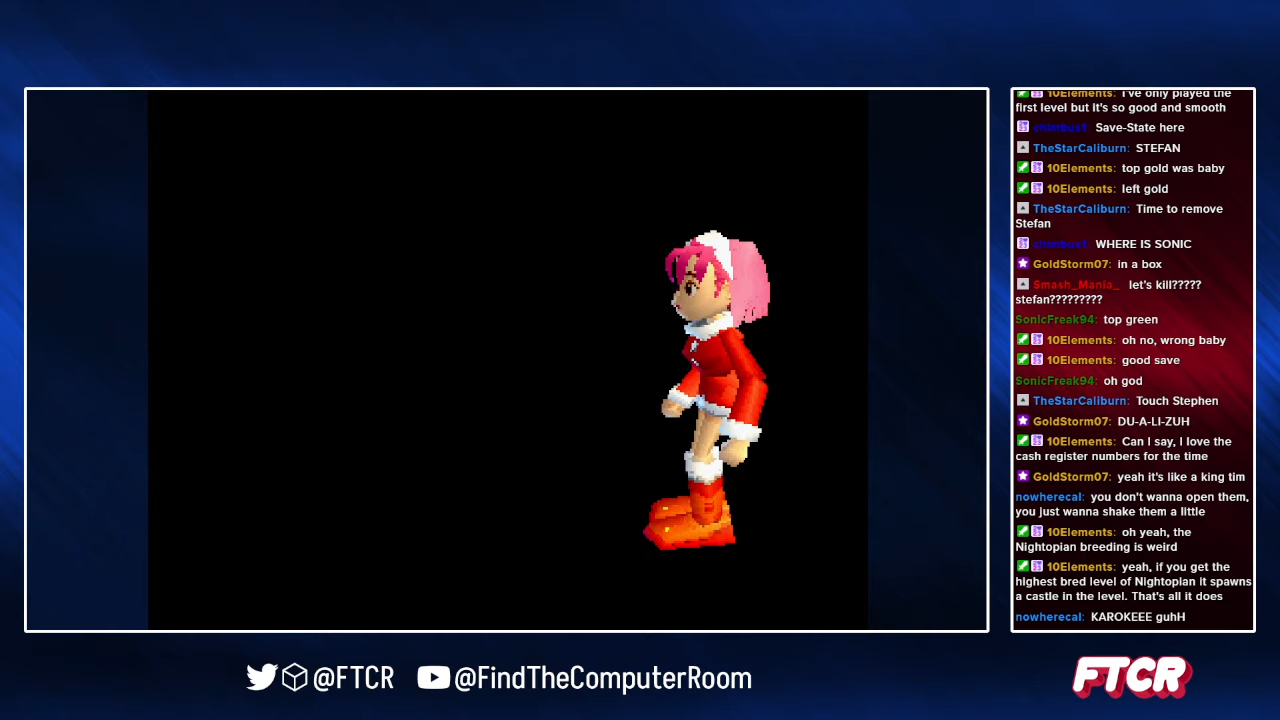 10Elements: I've only played the
first level but it's so good and smooth
Save-State here
TheStarCaliburn: STEFAN
10Elements: top gold was baby
10Elements: left gold
TheStarCaliburn: Time to remove
Stefan
WHERE IS SONIC
GoldStorm07: in a box
Smash_Mania_ let's kill?????
stefan?????????
SonicFreak94: top green
10Elements: oh no, wrong baby
10Elements: good save
SonicFreak94: oh god
TheStarCaliburn: Touch Stephen
GoldStorm07: DU-A-LI-ZUH
10Elements: Can I say, I love the
cash register numbers for the time
GoldStorm07: yeah it's like a king tim
nowherecal: you don't wanna open them,
you just wanna shake them a little
10Elements: oh yeah, the
Nightopian breeding is weird
10Elements: yeah, if you get the
highest bred level of Nightopian it spawns
a castle in the level. That's all it does
nowherecal: KAROKEEE guhH
@FTCR @FindTheComputerRoom
FTCR